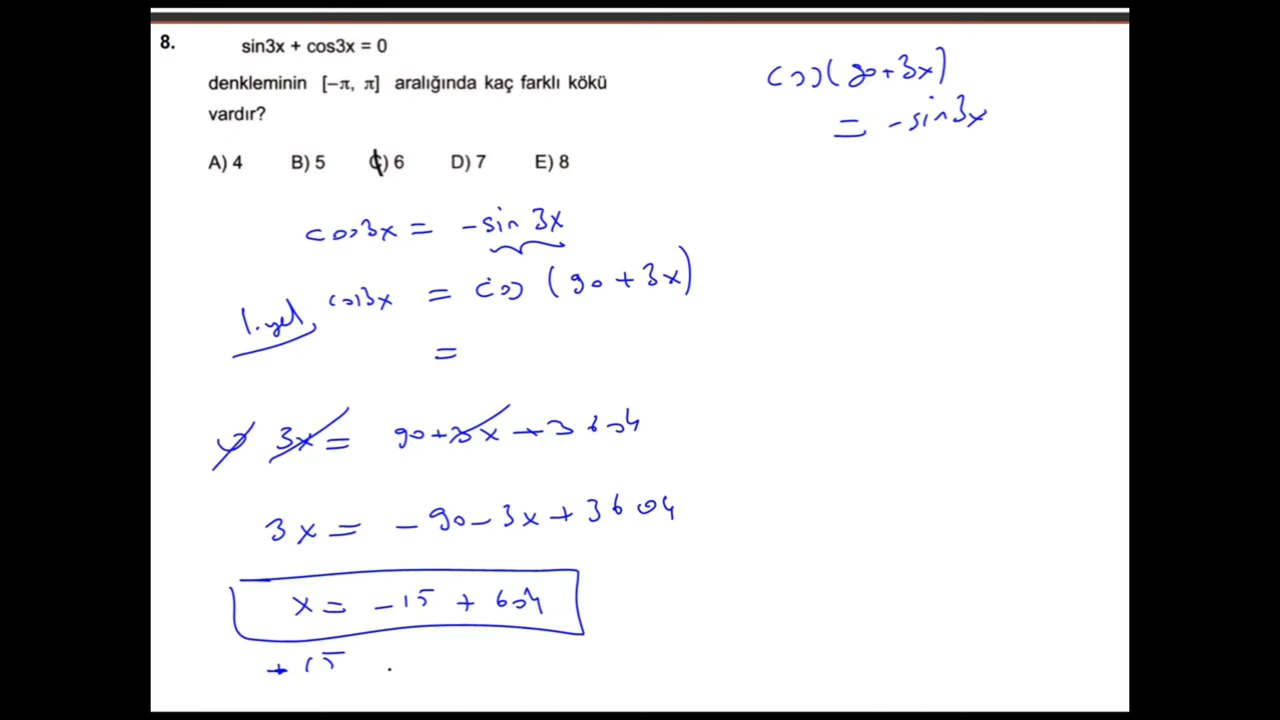 8.
sin3x + cos3x = 0
denkleminin [−π, π] aralığında kaç farklı kökü
vardır?
A) 4 B) 5 C) 6 D) 7 E) 8
cos(90+3x)
= -sin3x
cos3x = -sin 3x
1.yol, cos3x = cos (90 + 3x)
=
3x = 90+3x + 360k
3x = - 90 - 3x + 360k
x = -15 + 60k
-15